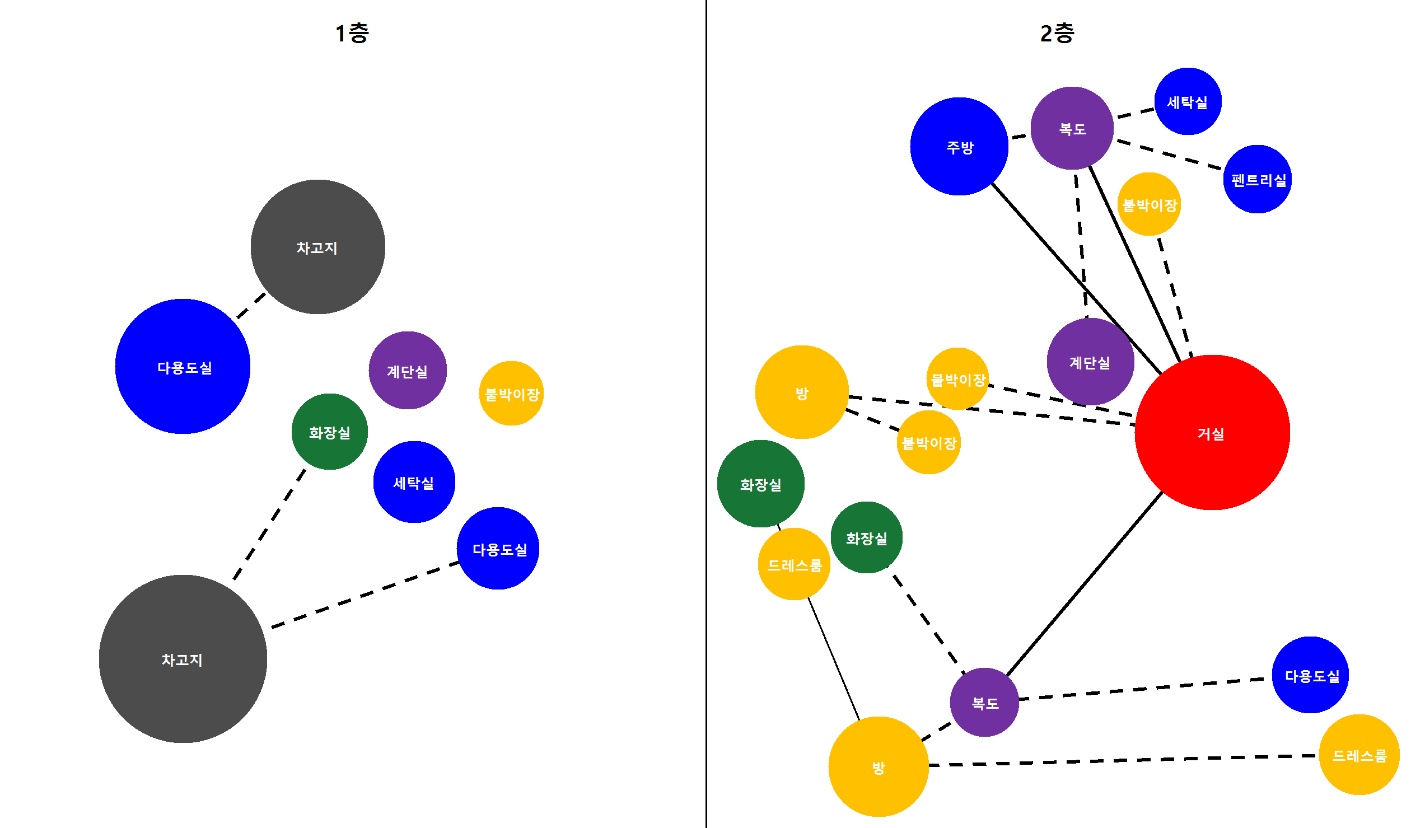 1층
차고지
다용도실
계단실
붙박이장
화장실
세탁실
다용도실
차고지
2층
세탁실
복도
주방
펜트리실
붙박이장
계단실
방
붙박이장
거실
붙박이장
화장실
화장실
드레스룸
다용도실
복도
드레스룸
방